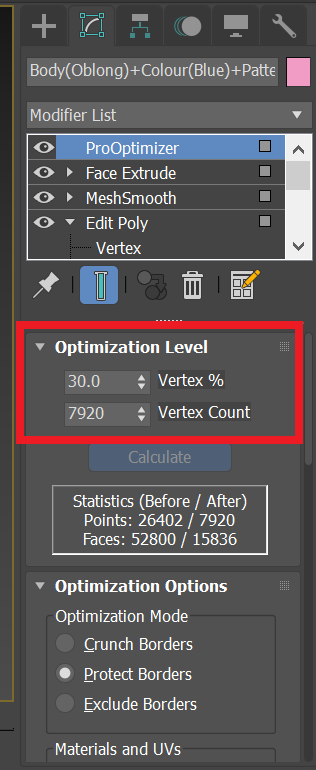 Body(Oblong)+Colour(Blue)+Patte
Modifier List
ProOptimizer
Face Extrude
MeshSmooth
Edit Poly
Vertex
Optimization Level
30.0 Vertex %
7920 Vertex Count
Calculate
Statistics (Before / After)
Points: 26402 / 7920
Faces: 52800 / 15836
Optimization Options
Optimization Mode
Crunch Borders
Protect Borders
Exclude Borders
Materials and UVs